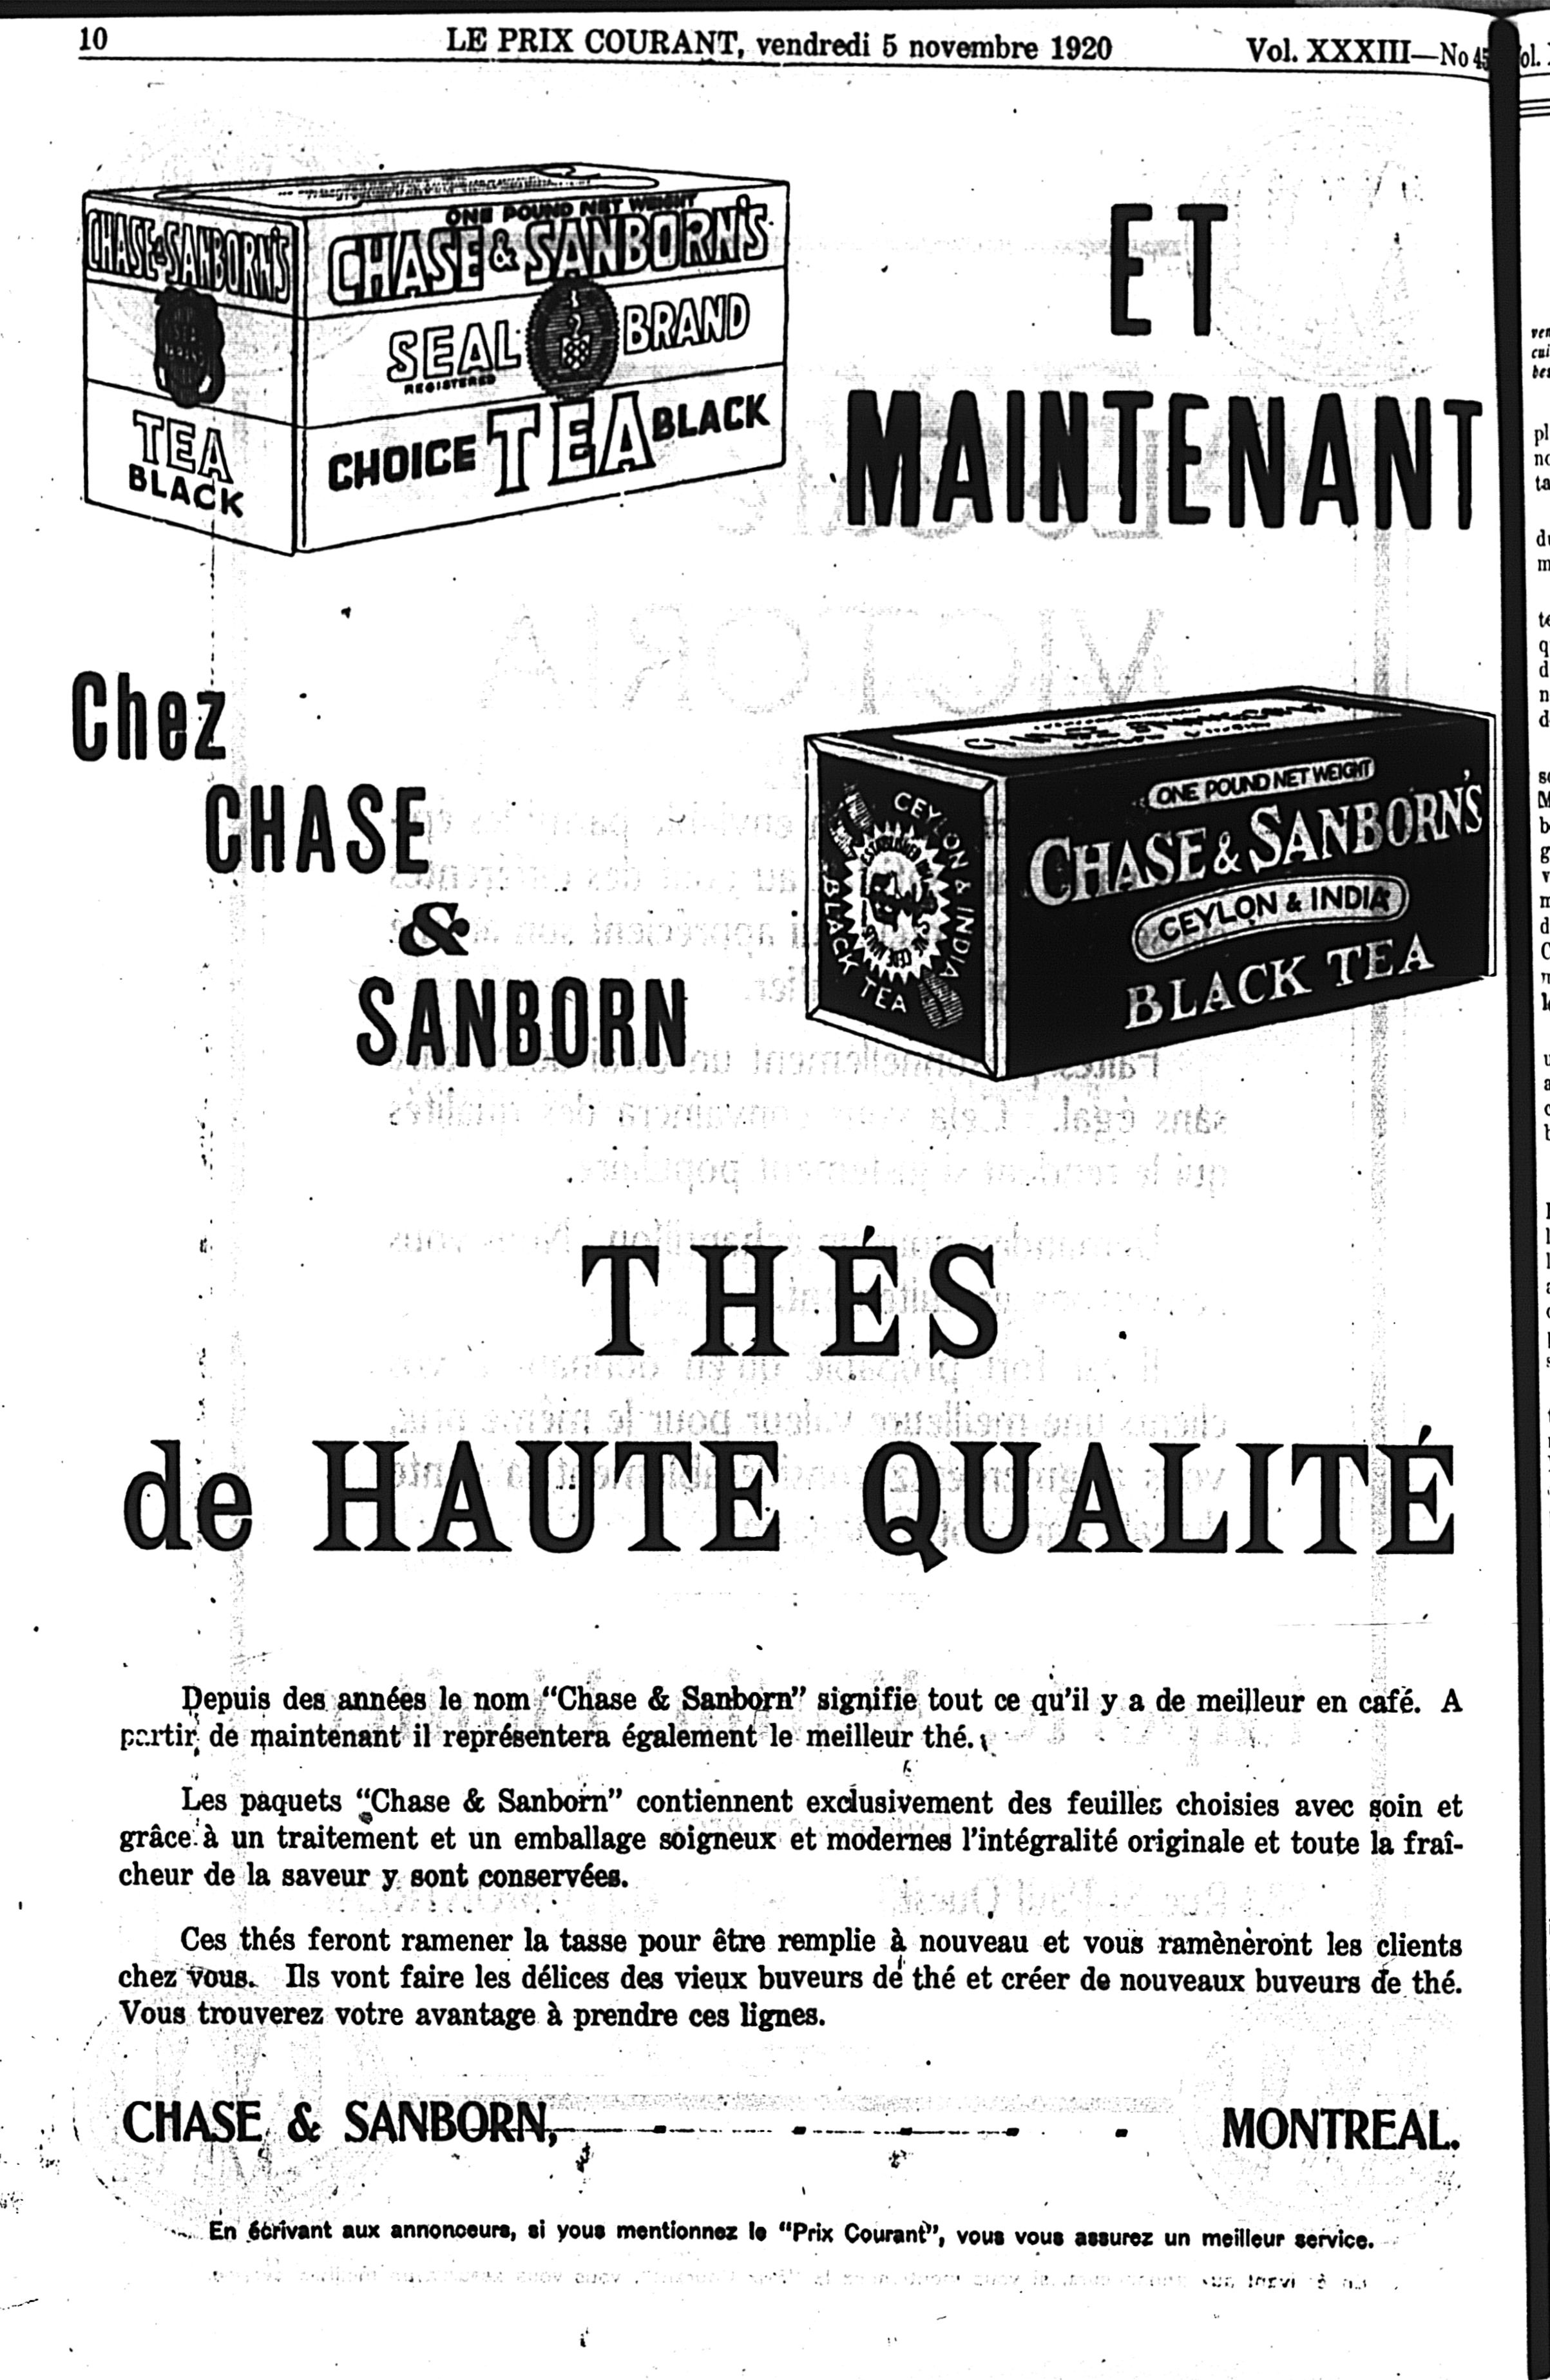 10 LE PRIX COURANT, vendredi 5 novembre 1920 Vol. XXXIII—No 45
ONE POUND NET WEIGHT
CHASE & SANBORN'S
CHASE & SANBORN'S
SEAL BRAND
REGISTERED
CHOICE TEA BLACK
TEA
BLACK
ET
MAINTENANT
Chez
CHASE
&
SANBORN
ONE POUND NET WEIGHT
CHASE & SANBORN'S
CEYLON & INDIA
BLACK TEA
CEYLON & INDIA
BLACK TEA
THÉS
de HAUTE QUALITÉ
Depuis des années le nom "Chase & Sanborn" signifie tout ce qu'il y a de meilleur en café. A
partir de maintenant il représentera également le meilleur thé.
Les paquets "Chase & Sanborn" contiennent exclusivement des feuilles choisies avec soin et
grâce à un traitement et un emballage soigneux et modernes l'intégralité originale et toute la fraî-
cheur de la saveur y sont conservées.
Ces thés feront ramener la tasse pour être remplie à nouveau et vous ramèneront les clients
chez vous. Ils vont faire les délices des vieux buveurs de thé et créer de nouveaux buveurs de thé.
Vous trouverez votre avantage à prendre ces lignes.
CHASE & SANBORN, - - - - - MONTREAL.
En écrivant aux annonceurs, si vous mentionnez le "Prix Courant", vous vous assurez un meilleur service.